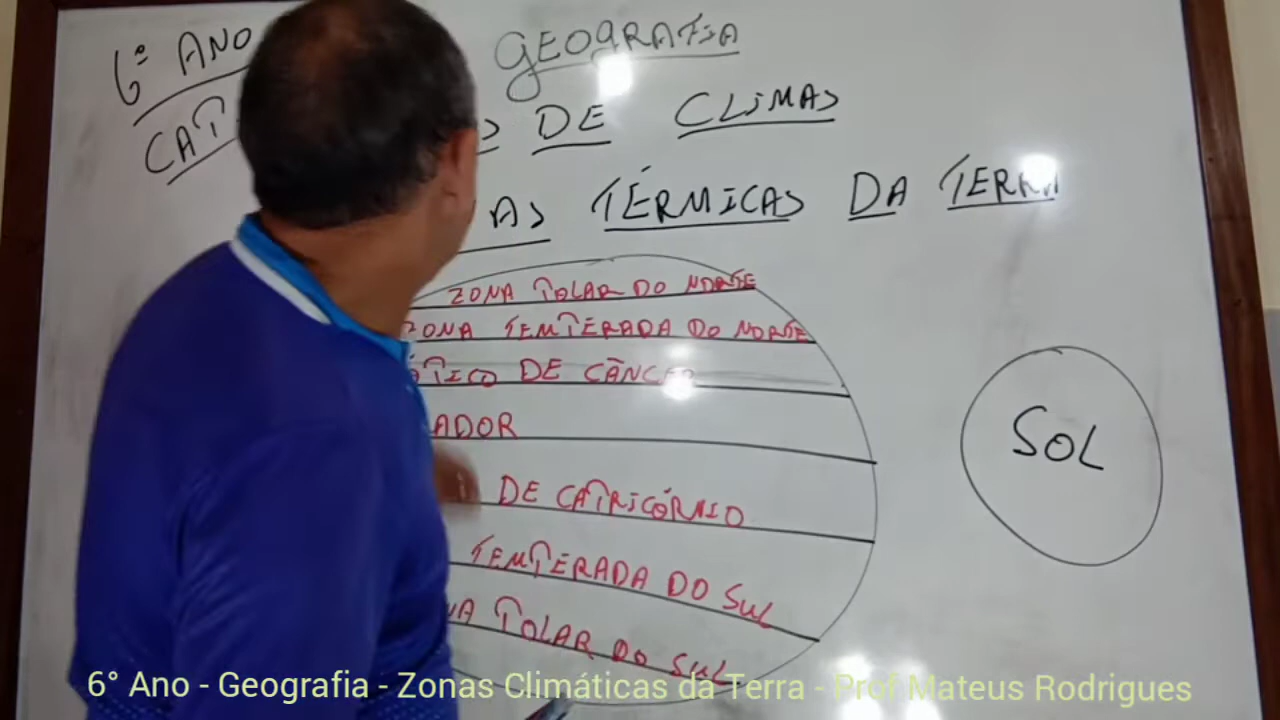 6º ANO GEOGRAFIA
DE CLIMAS
TÉRMICAS DA TERRA
ZONA POLAR DO NORTE
ZONA TEMPERADA DO NORTE
DE CÂNCER
SOL
DE CAPRICÓRNIO
TEMPERADA DO SUL
POLAR DO SUL
6° Ano - Geografia - Zonas Climáticas da Terra - Prof Mateus Rodrigues